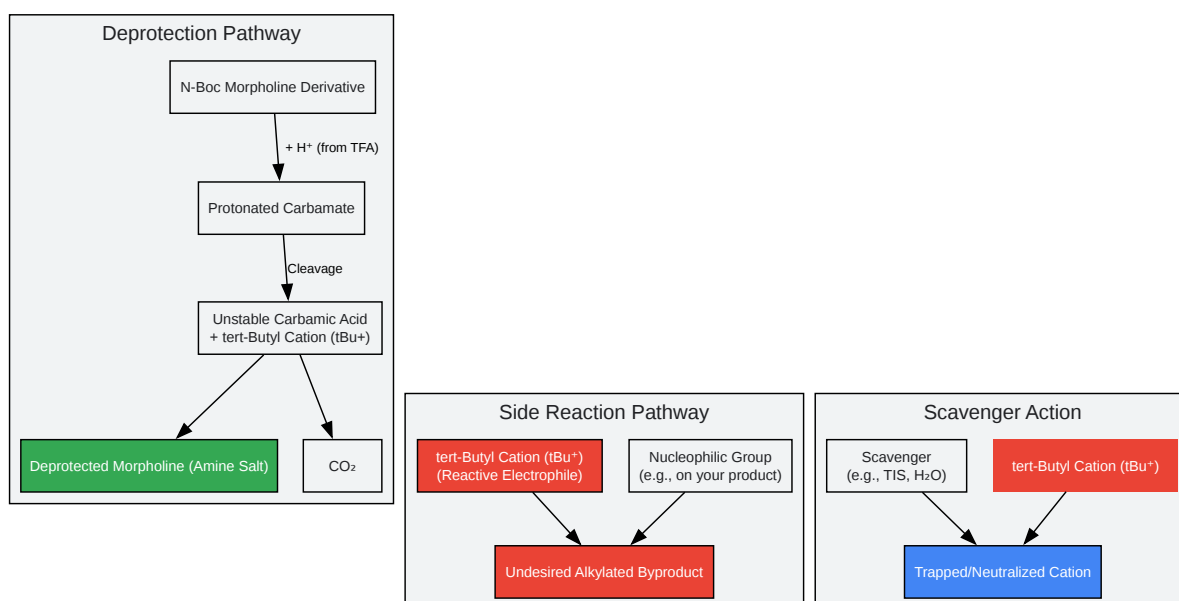 Deprotection Pathway
N-Boc Morpholine Derivative
+ H⁺ (from TFA)
Protonated Carbamate
Cleavage
Unstable Carbamic Acid
+ tert-Butyl Cation (tBu+)
Deprotected Morpholine (Amine Salt)
CO₂
Side Reaction Pathway
tert-Butyl Cation (tBu⁺)
(Reactive Electrophile)
Nucleophilic Group
(e.g., on your product)
Undesired Alkylated Byproduct
Scavenger Action
Scavenger
(e.g., TIS, H₂O)
tert-Butyl Cation (tBu⁺)
Trapped/Neutralized Cation